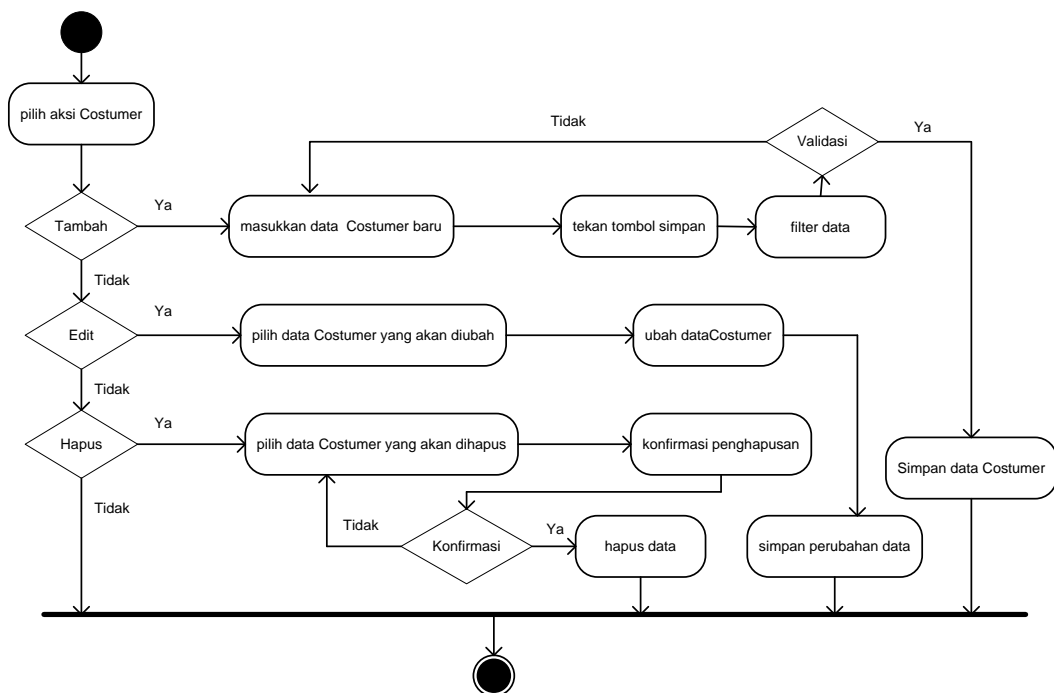 pilih aksi Costumer
Tidak
Validasi
Ya
Tambah
Ya
masukkan data  Costumer baru
tekan tombol simpan
filter data
Tidak
Edit
Ya
pilih data Costumer yang akan diubah
ubah dataCostumer
Tidak
Hapus
Ya
pilih data Costumer yang akan dihapus
konfirmasi penghapusan
Simpan data Costumer
Tidak
Tidak
Konfirmasi
Ya
hapus data
simpan perubahan data